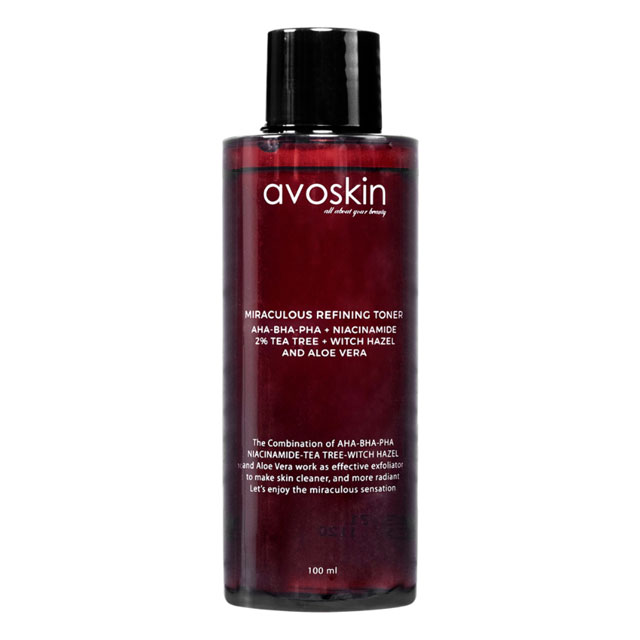 avoskin
all about your beauty
MIRACULOUS REFINING TONER
AHA-BHA-PHA + NIACINAMIDE
2% TEA TREE + WITCH HAZEL
AND ALOE VERA
The Combination of AHA-BHA-PHA
NIACINAMIDE-TEA TREE-WITCH HAZEL
and Aloe Vera work as effective exfoliator
to make skin cleaner, and more radiant
Let's enjoy the miraculous sensation
100 ml